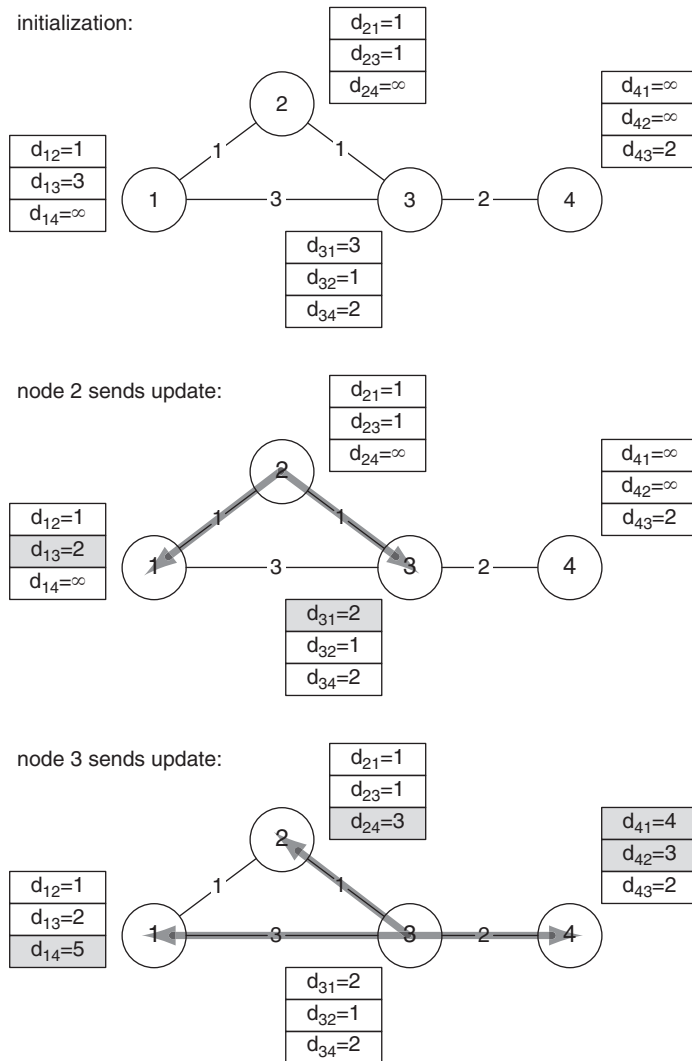 initialization:
d21=1
d23=1
d24=∞
2
d41=∞
d42=∞
d43=2
d12=1
d13=3
d14=∞
1
1
1
3
3
2
4
d31=3
d32=1
d34=2
node 2 sends update:
d21=1
d23=1
d24=∞
2
d41=∞
d42=∞
d43=2
d12=1
d13=2
d14=∞
1
1
1
3
3
2
4
d31=2
d32=1
d34=2
node 3 sends update:
d21=1
d23=1
d24=3
2
d41=4
d42=3
d43=2
d12=1
d13=2
d14=5
1
1
1
3
3
2
4
d31=2
d32=1
d34=2